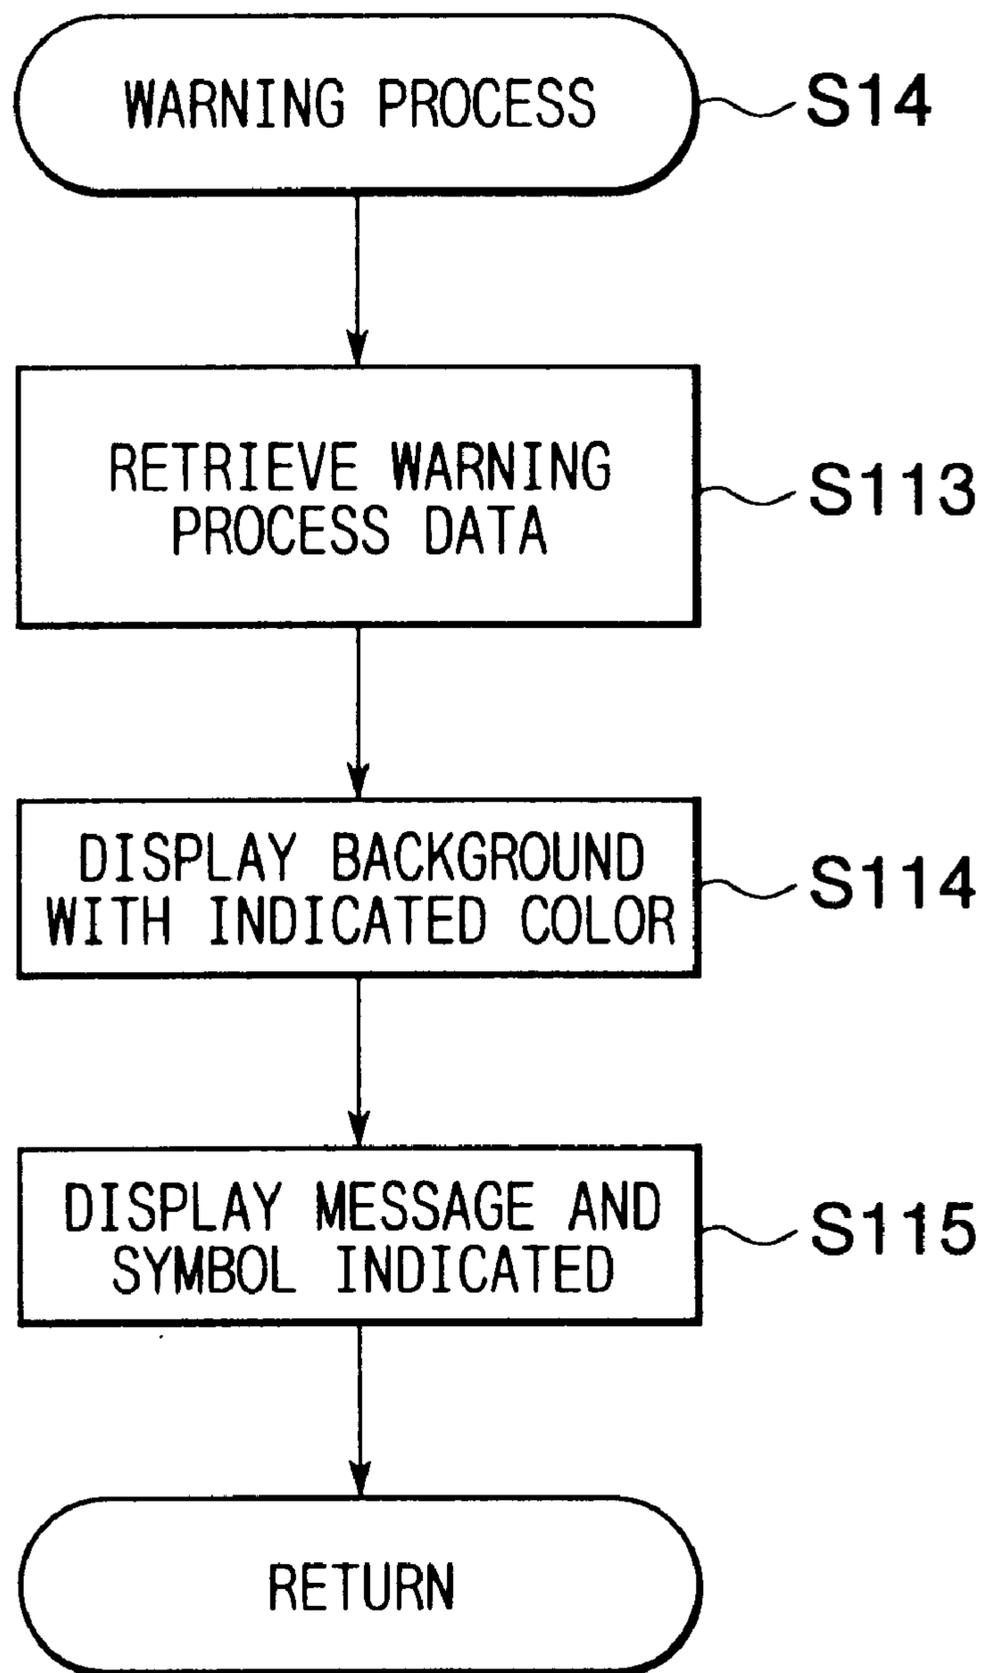 WARNING PROCESS
S14
RETRIEVE WARNING
PROCESS DATA
S113
DISPLAY BACKGROUND
WITH INDICATED COLOR
S114
DISPLAY MESSAGE AND
SYMBOL INDICATED
S115
RETURN